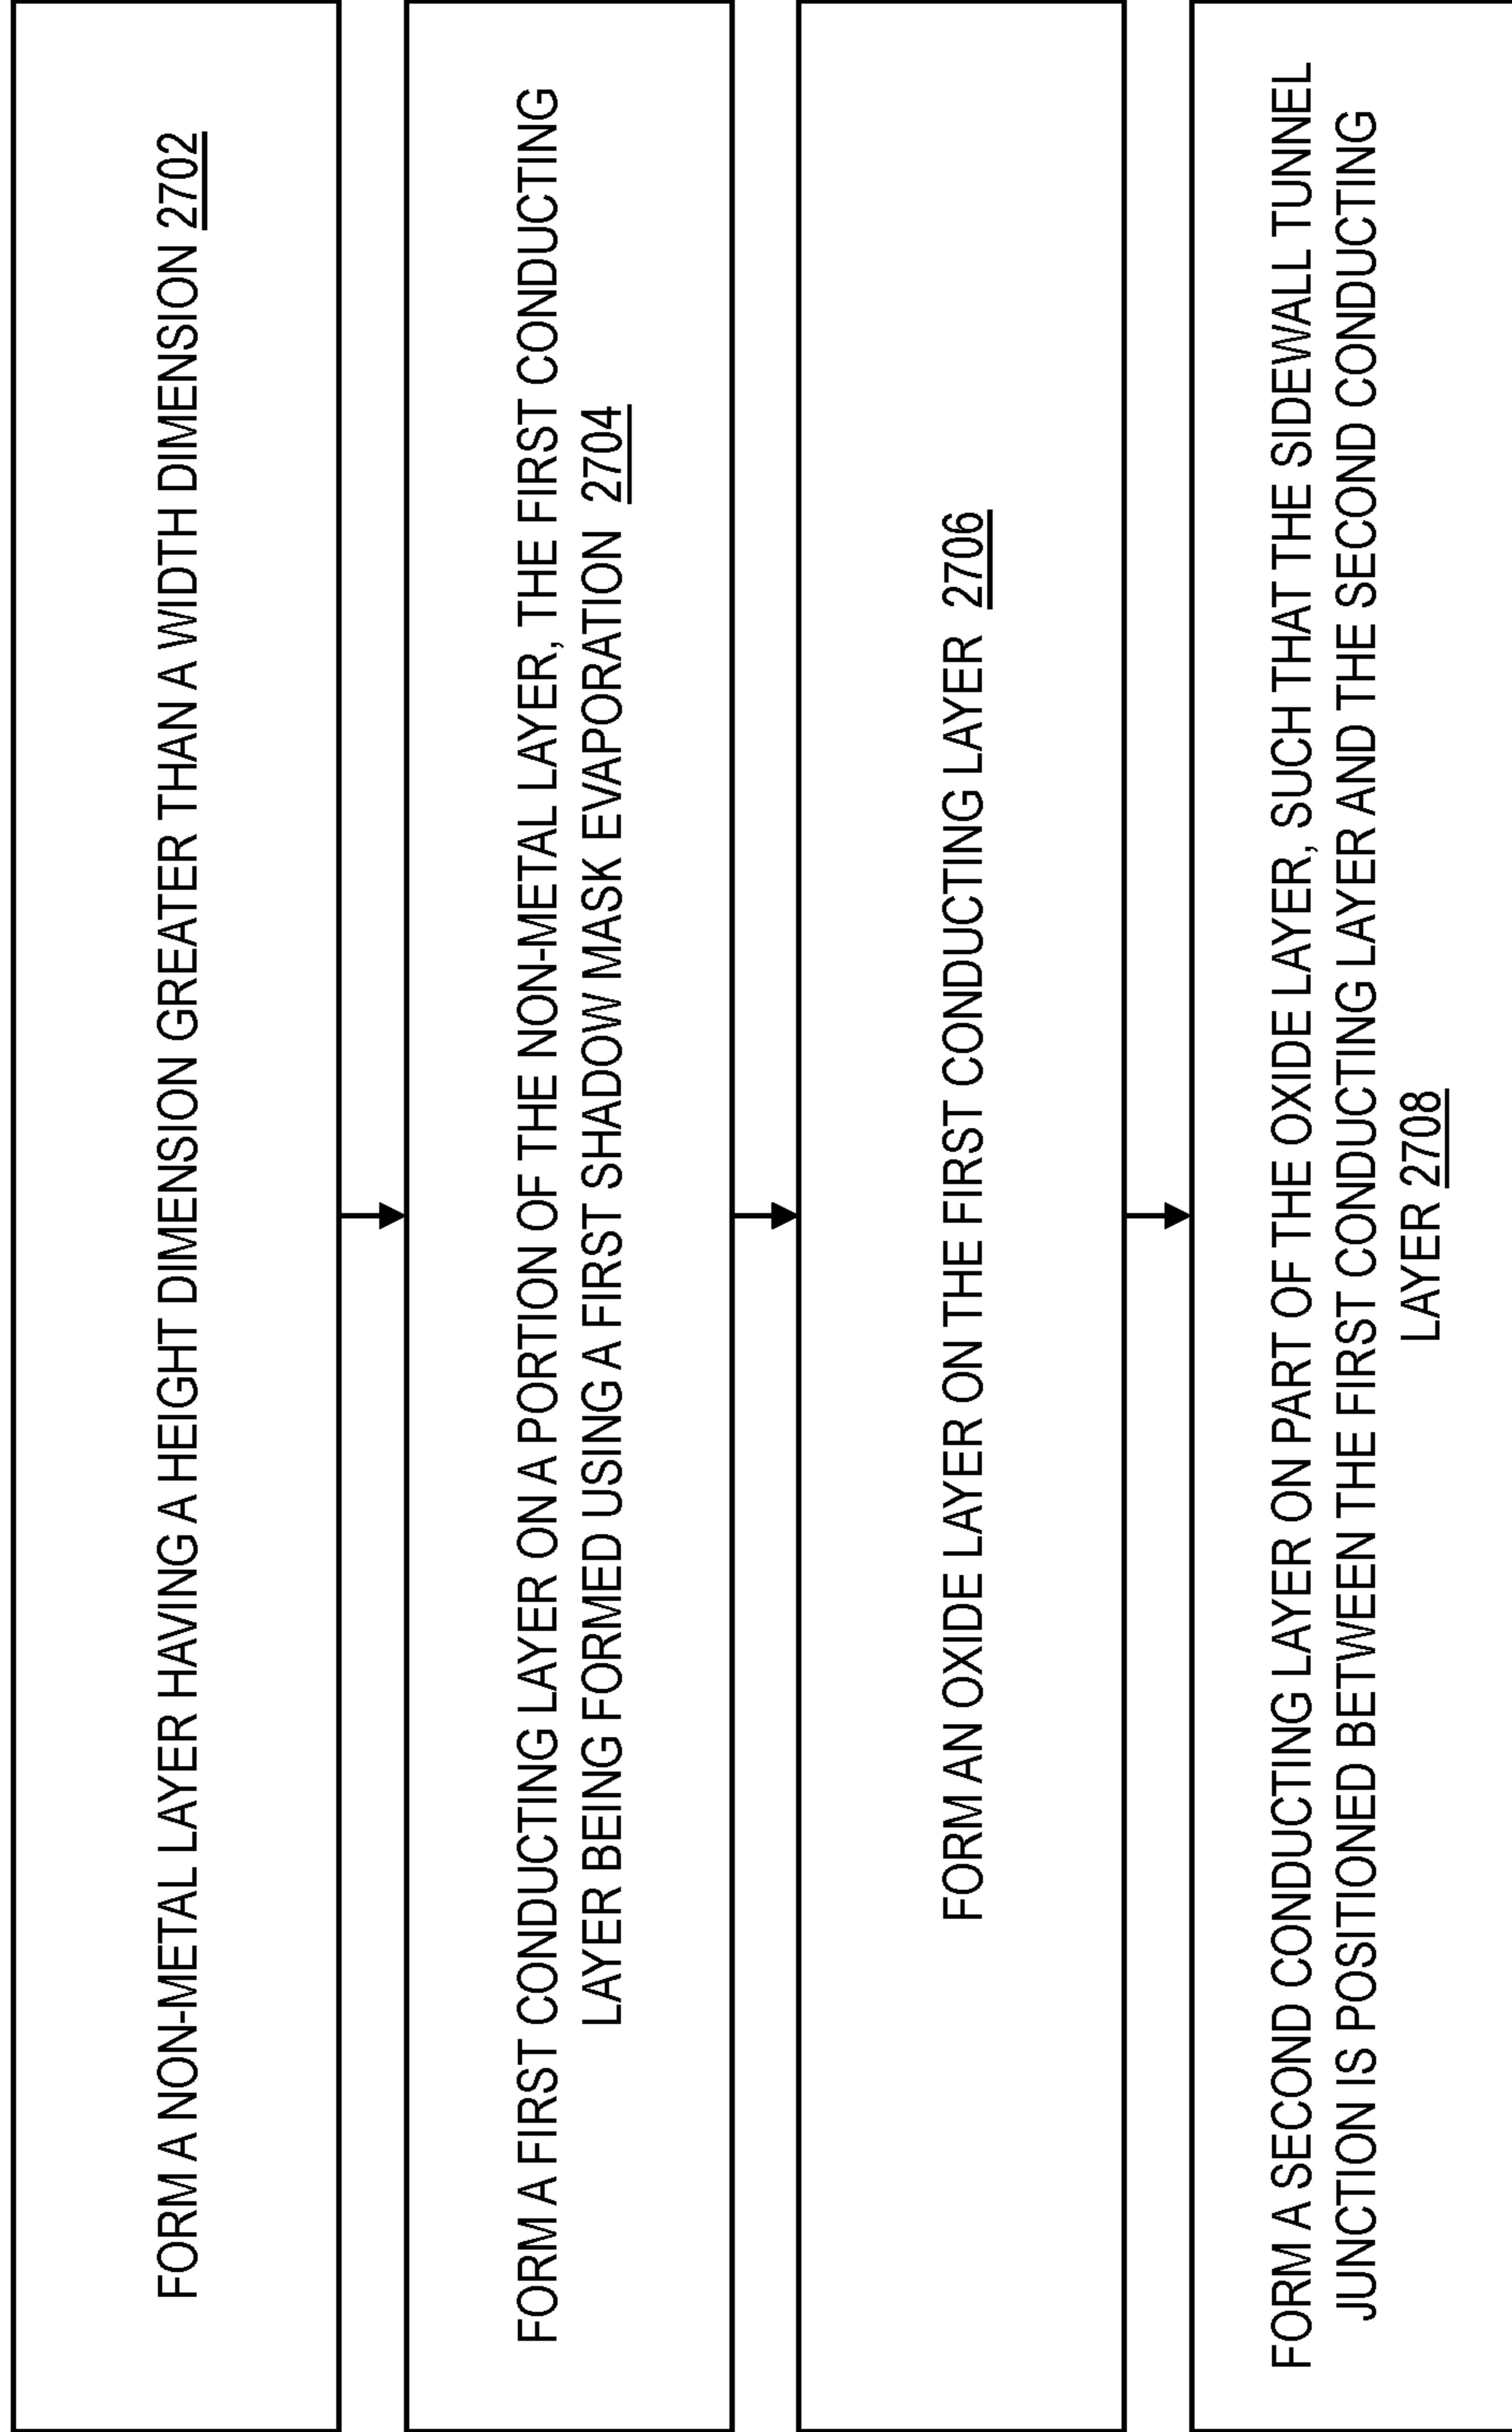 FORM A NON-METAL LAYER HAVING A HEIGHT DIMENSION GREATER THAN A WIDTH DIMENSION 2702
FORM A FIRST CONDUCTING LAYER ON A PORTION OF THE NON-METAL LAYER, THE FIRST CONDUCTING
LAYER BEING FORMED USING A FIRST SHADOW MASK EVAPORATION 2704
FORM AN OXIDE LAYER ON THE FIRST CONDUCTING LAYER 2706
FORM A SECOND CONDUCTING LAYER ON PART OF THE OXIDE LAYER, SUCH THAT THE SIDEWALL TUNNEL
JUNCTION IS POSITIONED BETWEEN THE FIRST CONDUCTING LAYER AND THE SECOND CONDUCTING
LAYER 2708